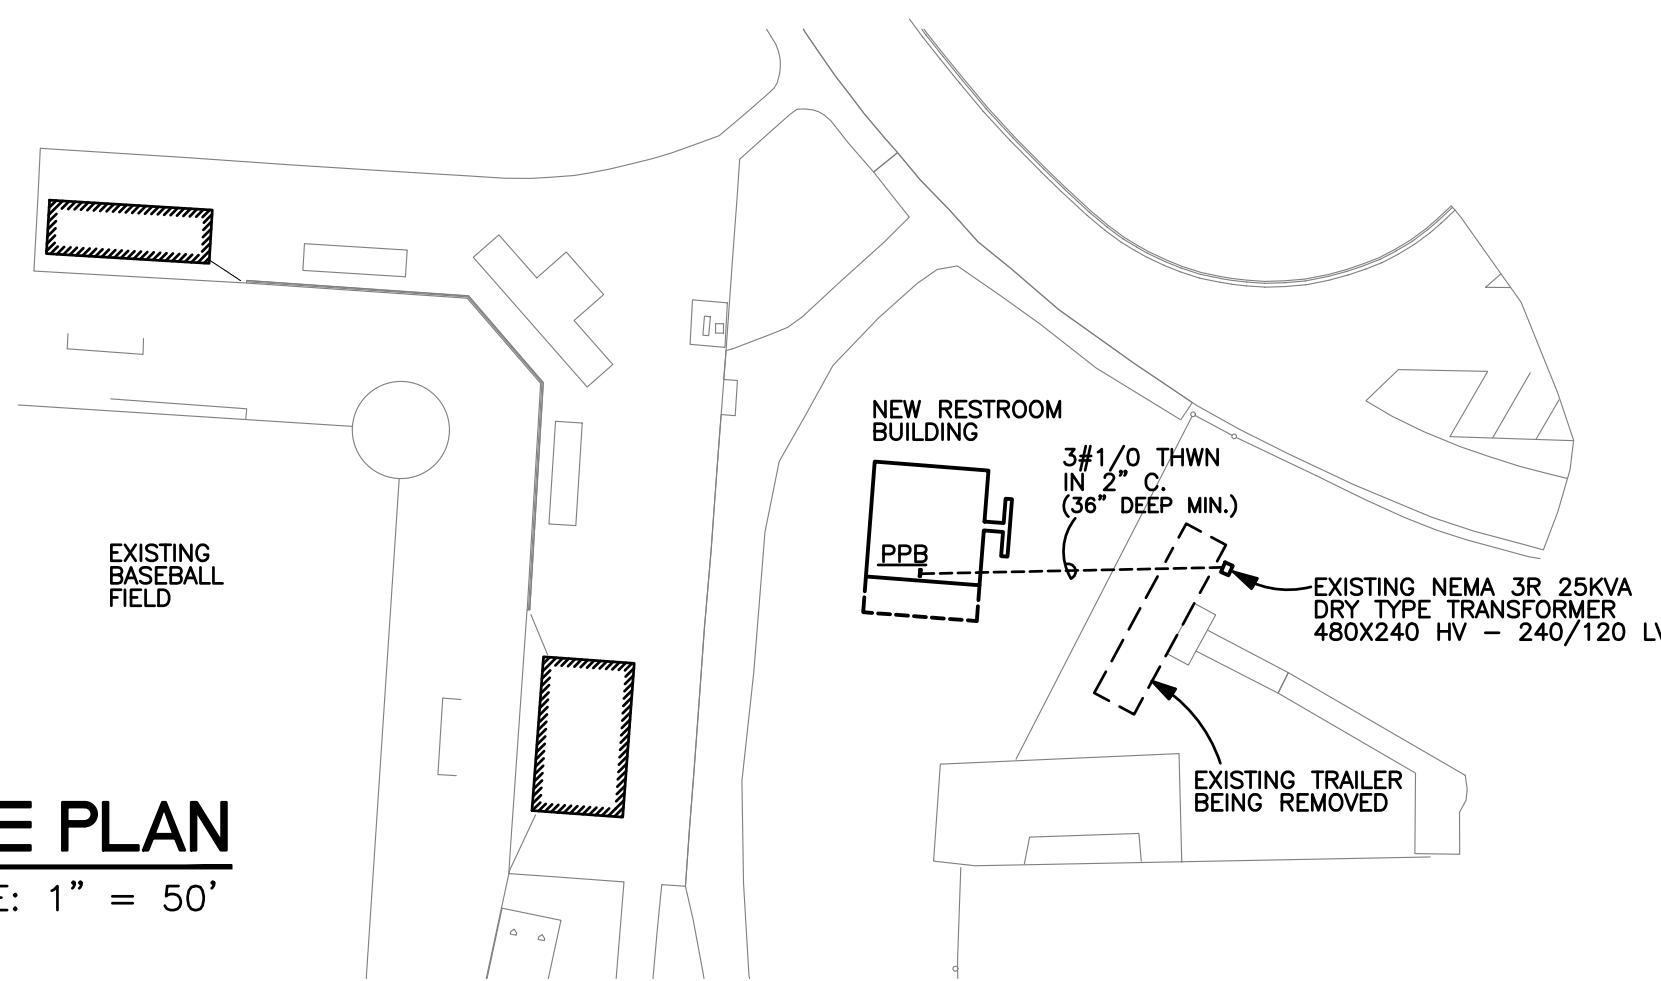 NEW RESTROOM
BUILDING
3#1/0 THWN
IN 2" C.
(36" DEEP MIN.)
PPB
EXISTING
BASEBALL
FIELD
EXISTING NEMA 3R 25KVA
DRY TYPE TRANSFORMER
480X240 HV - 240/120 LV
EXISTING TRAILER
BEING REMOVED
E PLAN
E: 1" = 50'